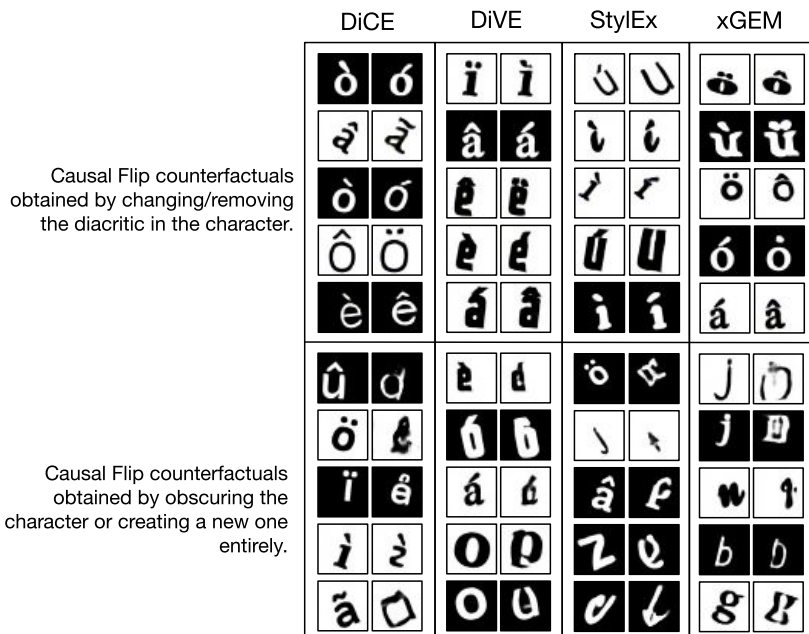 DiCE DiVE StylEx xGEM
ò ó ï ì ú U ö ô
â ã â á ì í ù ü
Causal Flip counterfactuals
obtained by changing/removing
the diacritic in the character.
ò ó ê ë ì r ö ô
Ô Ö è é Ú U ó ò
è ê á â i í á â
û è ö j
ö ó j j
Causal Flip counterfactuals
obtained by obscuring the
character or creating a new one
entirely.
ï á â n
ì o z e b
ã o u g